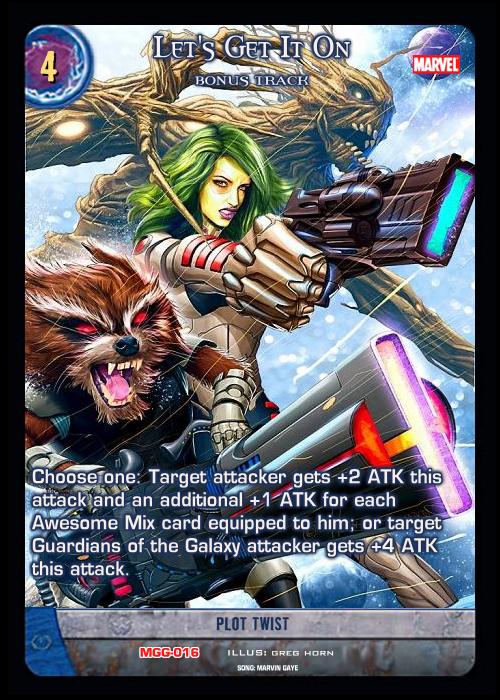 4
Let's Get It On
BONUS TRACK
MARVEL
Choose one: Target attacker gets +2 ATK this
attack and an additional +1 ATK for each
Awesome Mix card equipped to him; or target
Guardians of the Galaxy attacker gets +4 ATK
this attack.
PLOT TWIST
MGG-016 ILLUS: GREG HORN
SONG: MARVIN GAYE